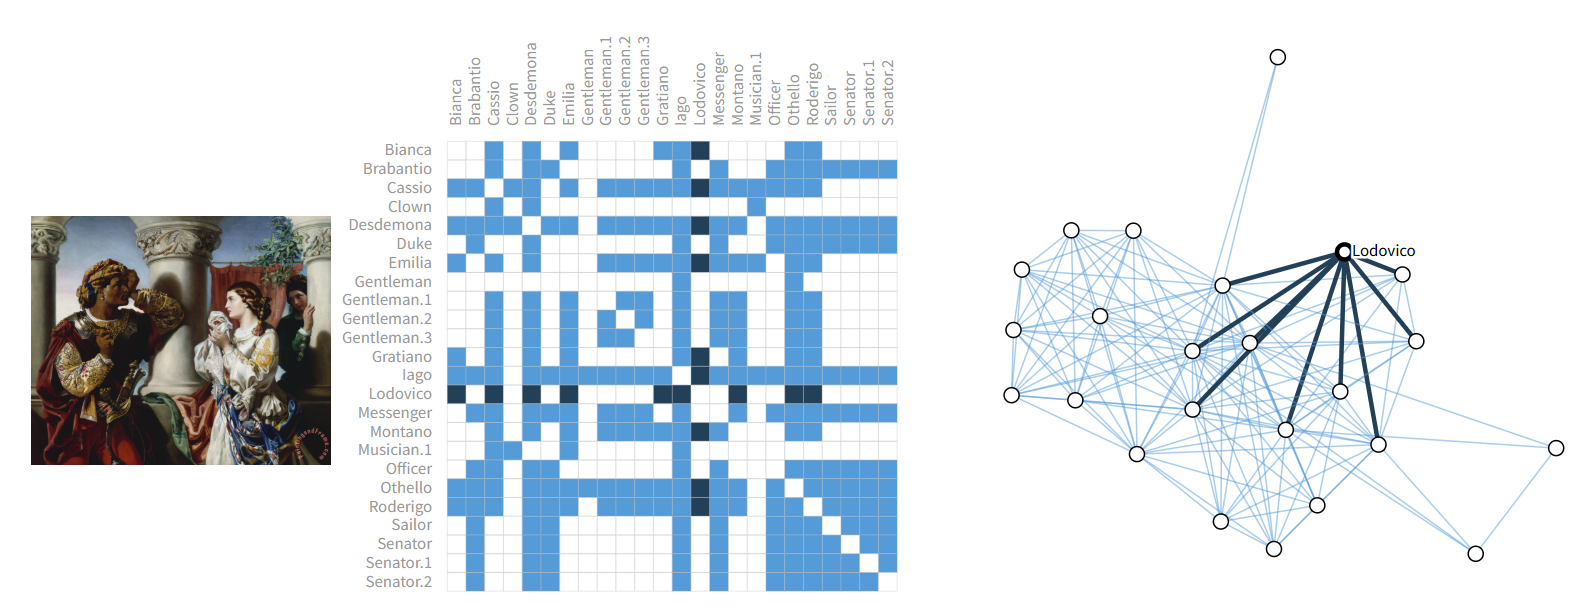 Bianca
Brabantio
Cassio
Clown
Desdemona
Duke
Emilia
Gentleman
Gentleman.1
Gentleman.2
Gentleman.3
Gratiano
Iago
Lodovico
Messenger
Montano
Musician.1
Officer
Othello
Roderigo
Sailor
Senator
Senator.1
Senator.2
Bianca
Brabantio
Cassio
Clown
Desdemona
Duke
Emilia
Gentleman
Gentleman.1
Gentleman.2
Gentleman.3
Gratiano
Iago
Lodovico
Messenger
Montano
Musician.1
Officer
Othello
Roderigo
Sailor
Senator
Senator.1
Senator.2
Lodovico